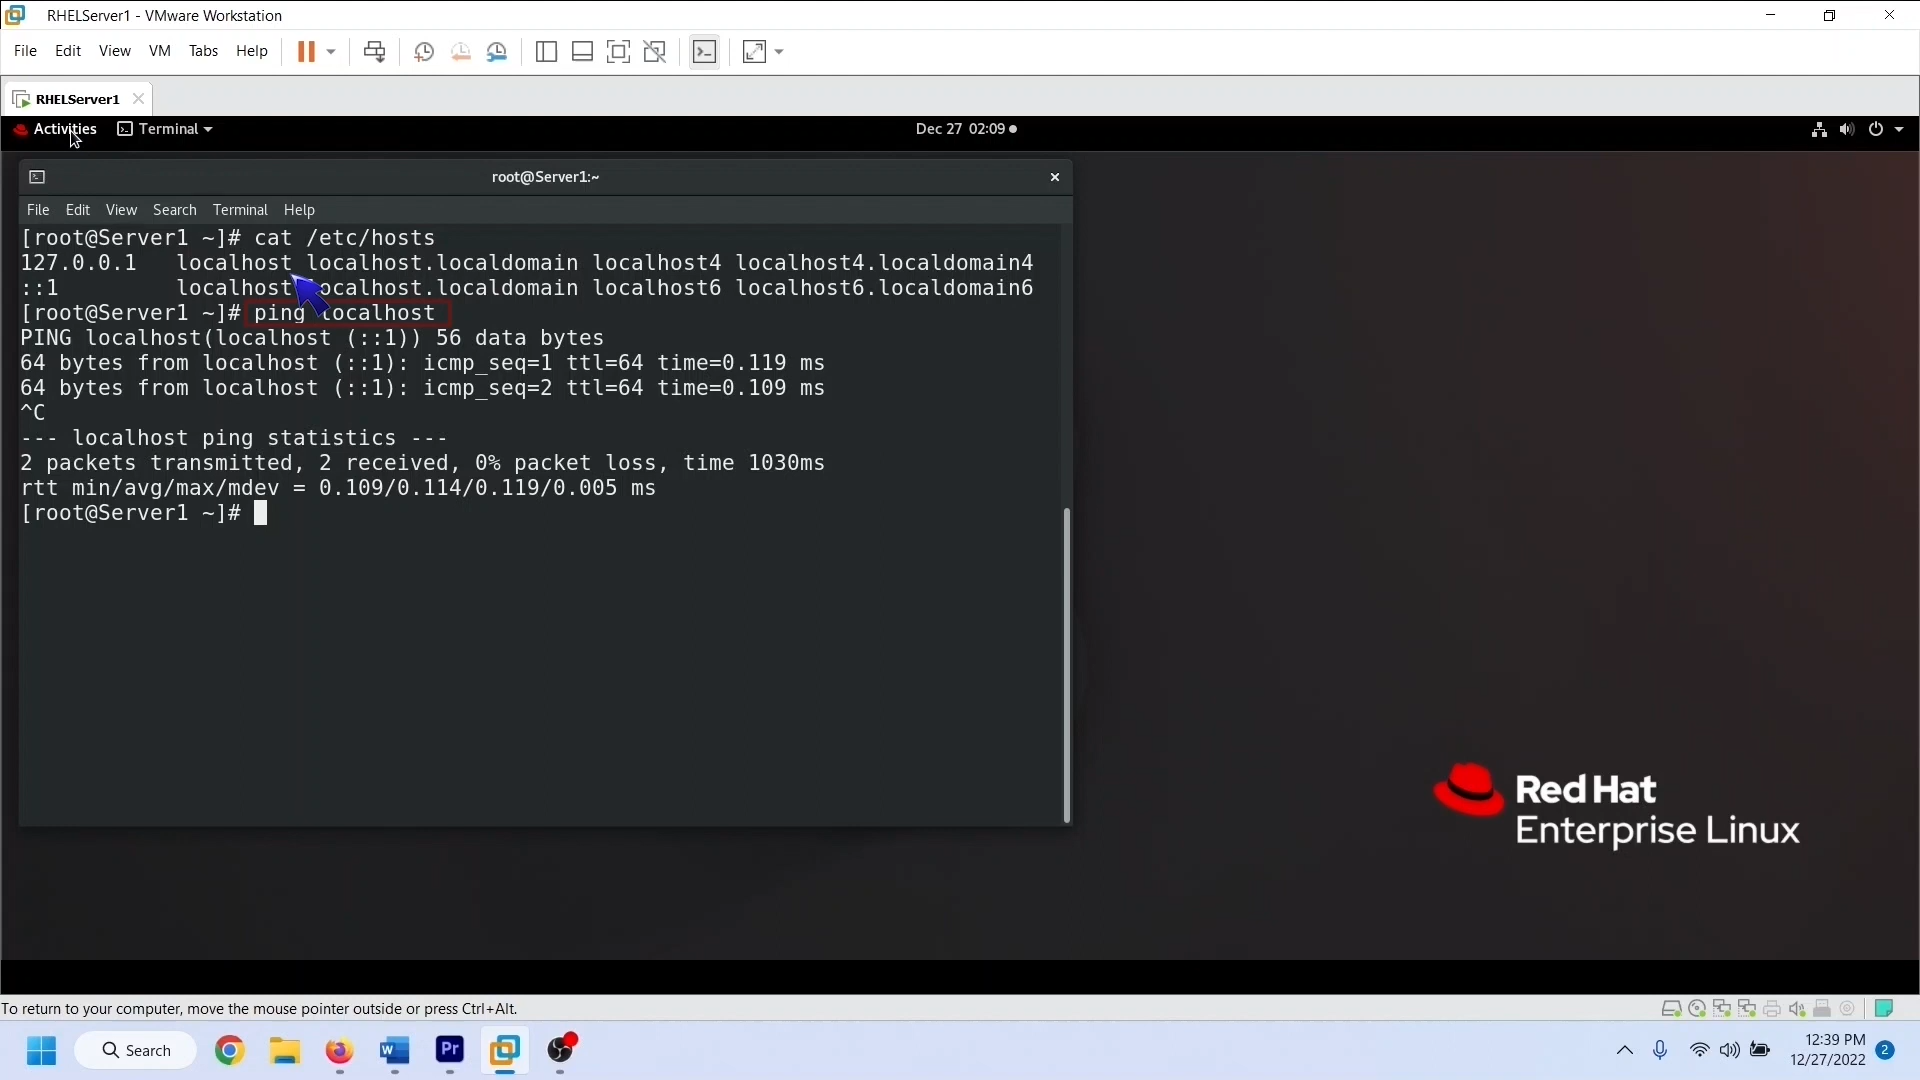 RHELServer1 - VMware Workstation
File Edit View VM Tabs Help
RHELServer1
Activities Terminal Dec 27 02:09
root@Server1:~
File Edit View Search Terminal Help
[root@Server1 ~]# cat /etc/hosts
127.0.0.1 localhost localhost.localdomain localhost4 localhost4.localdomain4
::1 localhost localhost.localdomain localhost6 localhost6.localdomain6
[root@Server1 ~]# ping localhost
PING localhost(localhost (::1)) 56 data bytes
64 bytes from localhost (::1): icmp_seq=1 ttl=64 time=0.119 ms
64 bytes from localhost (::1): icmp_seq=2 ttl=64 time=0.109 ms
^C
--- localhost ping statistics ---
2 packets transmitted, 2 received, 0% packet loss, time 1030ms
rtt min/avg/max/mdev = 0.109/0.114/0.119/0.005 ms
[root@Server1 ~]#
Red Hat
Enterprise Linux
To return to your computer, move the mouse pointer outside or press Ctrl+Alt.
Search
W
Pr
12:39 PM
12/27/2022
2